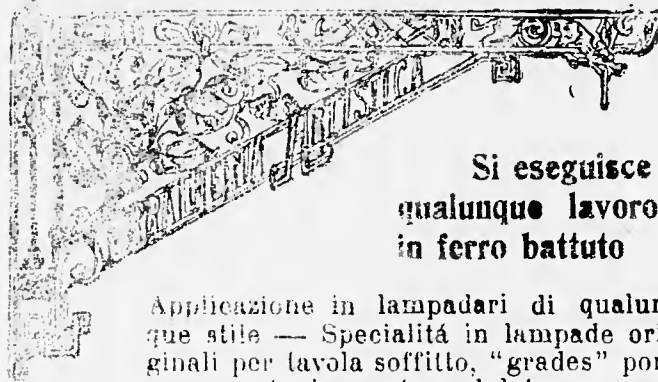 SERRALHERIA ARTISTICA
Si eseguisce
qualunque lavoro
in ferro battuto
Applicazione in lampadari di qualun
que stile — Specialitá in lampade ori
ginali per tavola soffitto, “grades” por